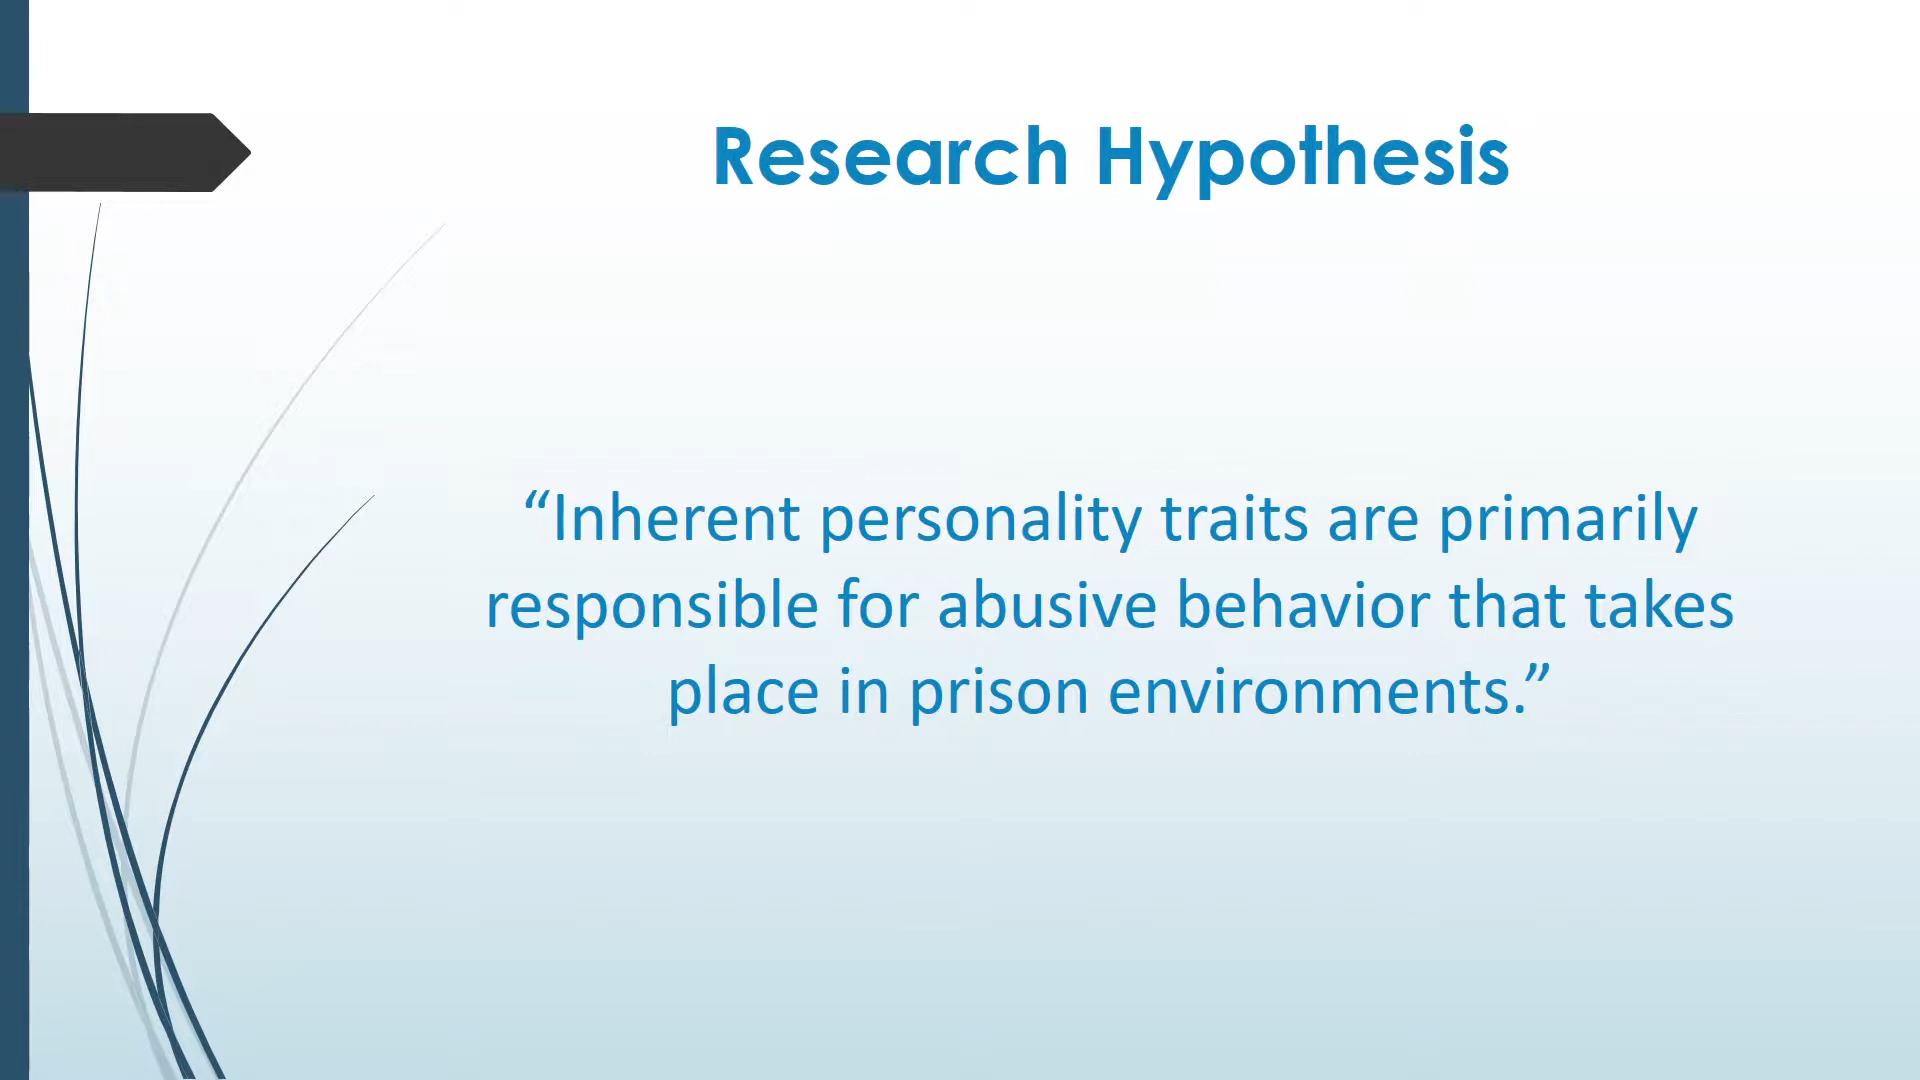 Research Hypothesis
“Inherent personality traits are primarily
responsible for abusive behavior that takes
place in prison environments.”